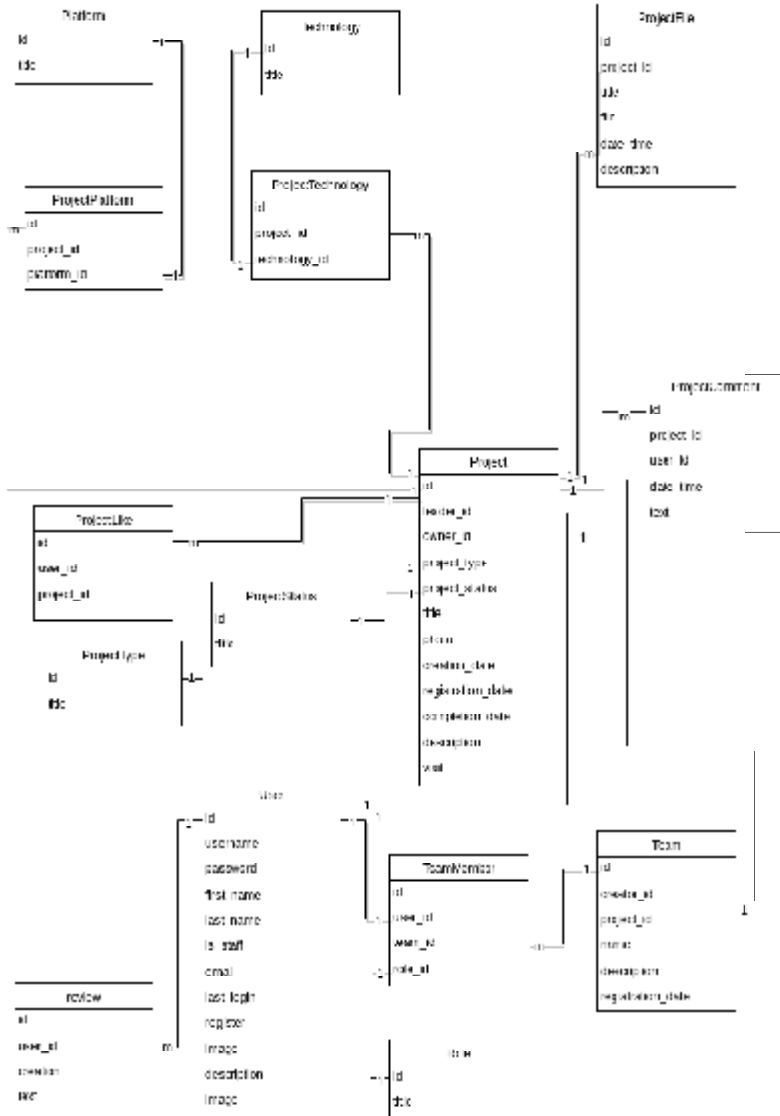 Platform
id
title
Technology
id
title
ProjectFile
id
project_id
title
file
date_time
description
ProjectPlatform
id
project_id
platform_id
ProjectTechnology
id
project_id
technology_id
ProjectComment
id
project_id
user_id
date_time
text
Project
id
leader_id
owner_id
project_type
project_status
title
photo
creation_date
registration_date
completion_date
description
visit
ProjectLike
id
user_id
project_id
ProjectStatus
id
title
ProjectType
id
title
User
id
username
password
first_name
last_name
is_staff
email
last_login
register
image
description
image
TeamMember
id
user_id
team_id
role_id
Team
id
creator_id
project_id
name
description
registration_date
review
id
user_id
creation
text
Role
id
title